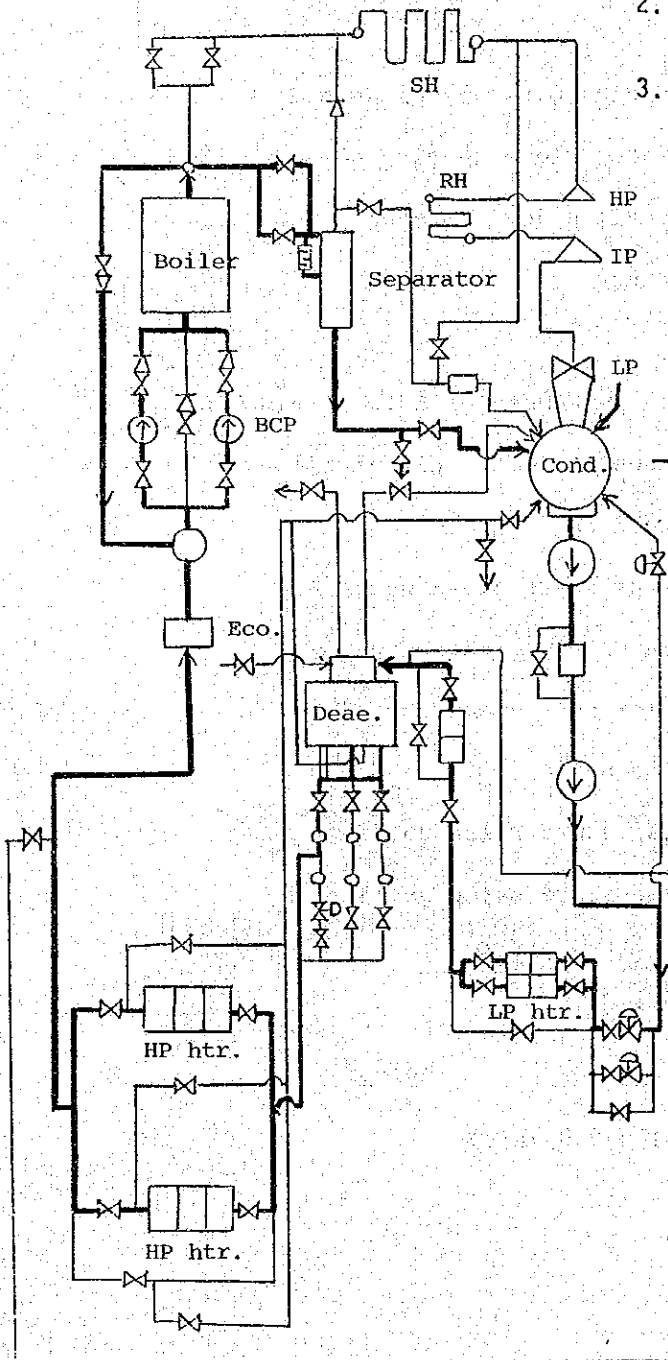 2.
SH
3.
RH
HP
Boiler
Separator
IP
LP
BCP
Cond.
Eco.
Deae.
D
HP htr.
LP htr.
HP htr.